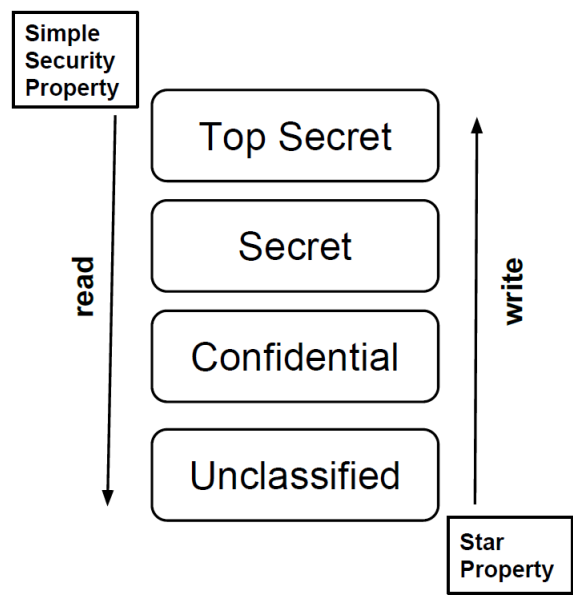 Simple
Security
Property
Top Secret
Secret
read
write
Confidential
Unclassified
Star
Property